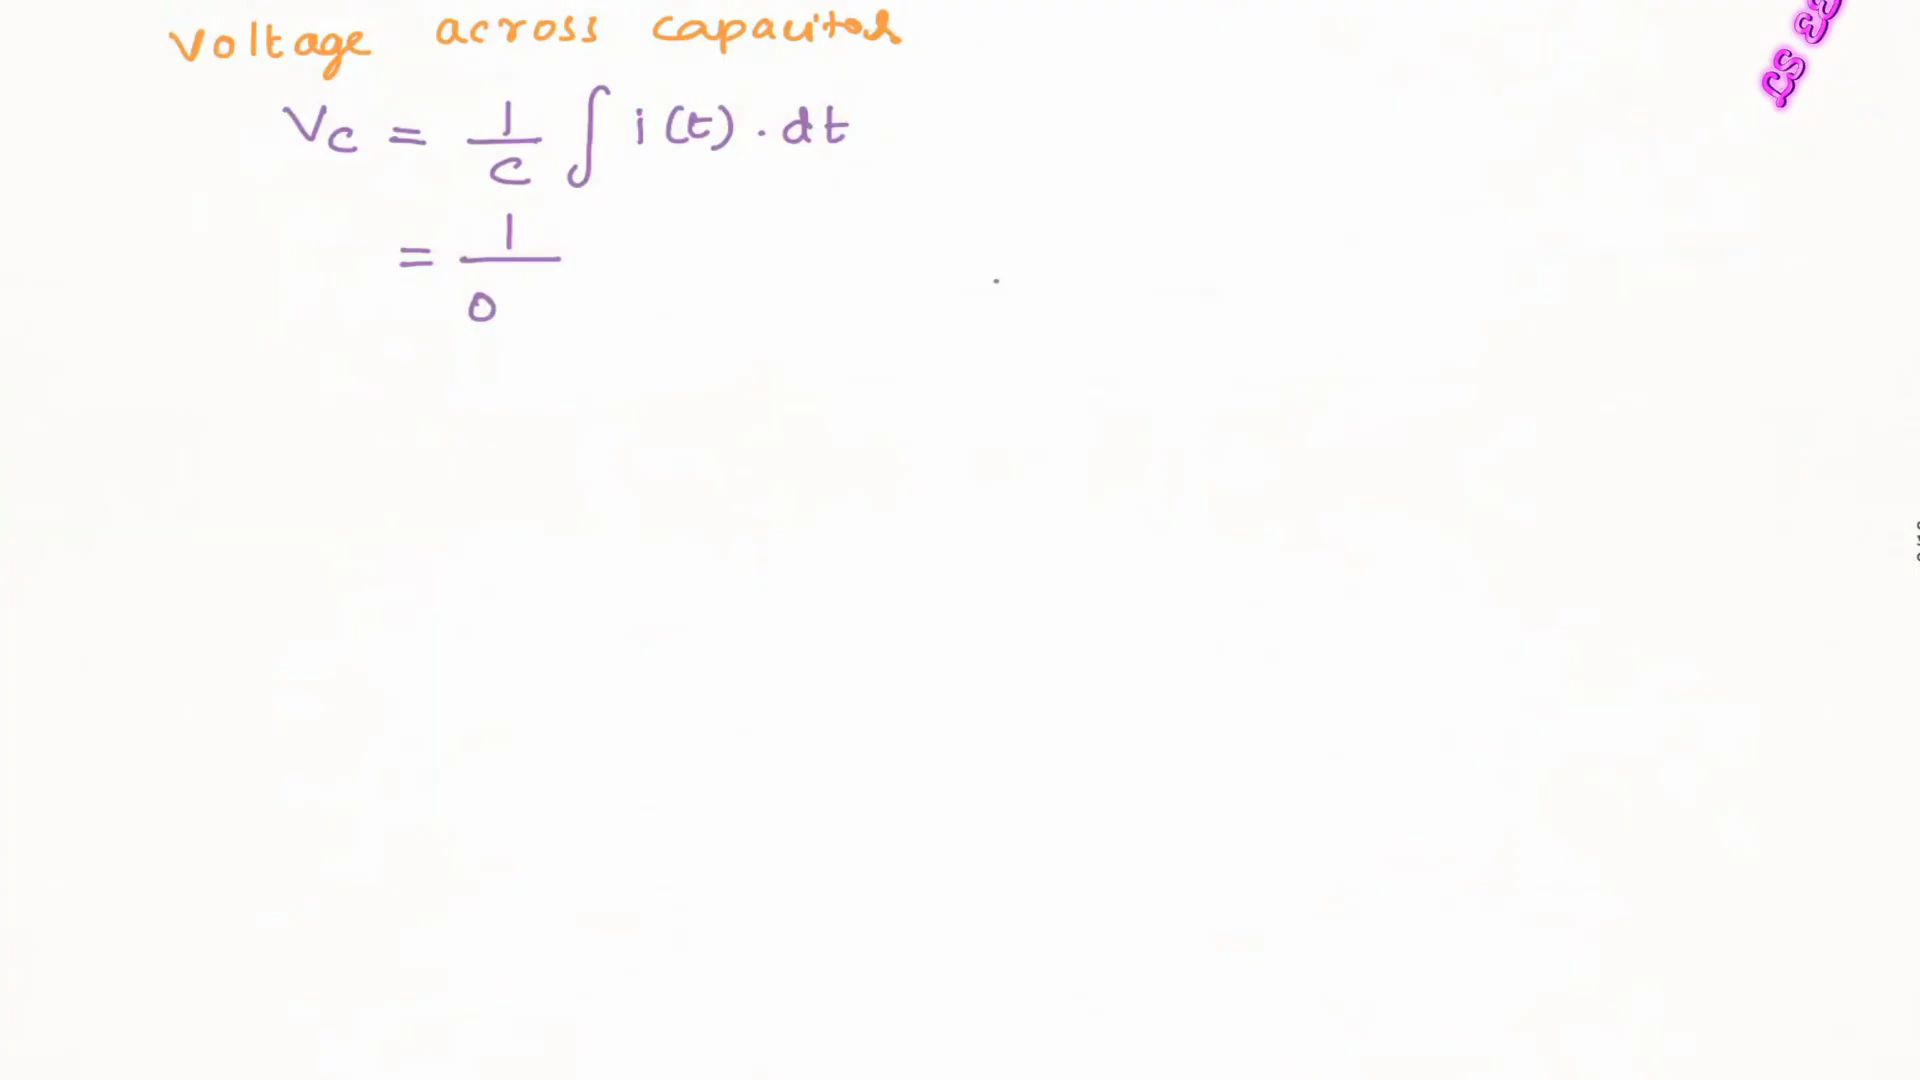 Voltage across capacitor
Vc = 1/C ∫ i(t) . dt
= 1/0